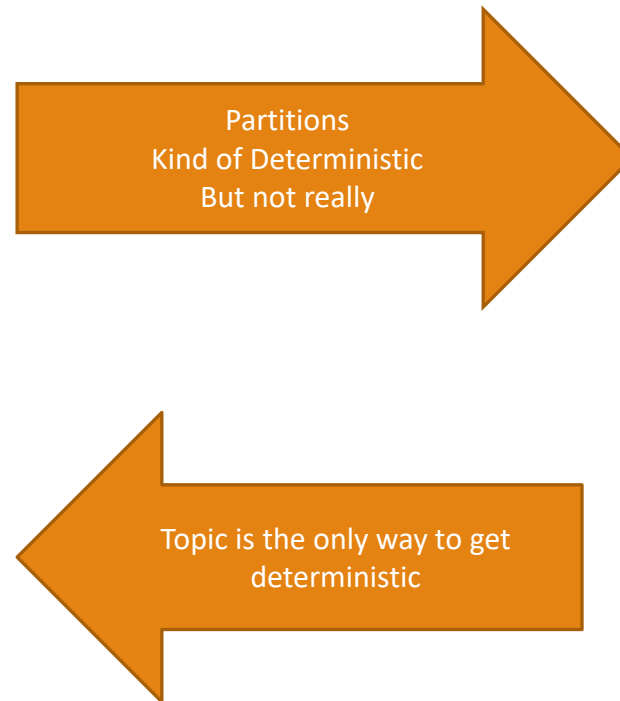 Partitions
Kind of Deterministic
But not really
Topic is the only way to get
deterministic